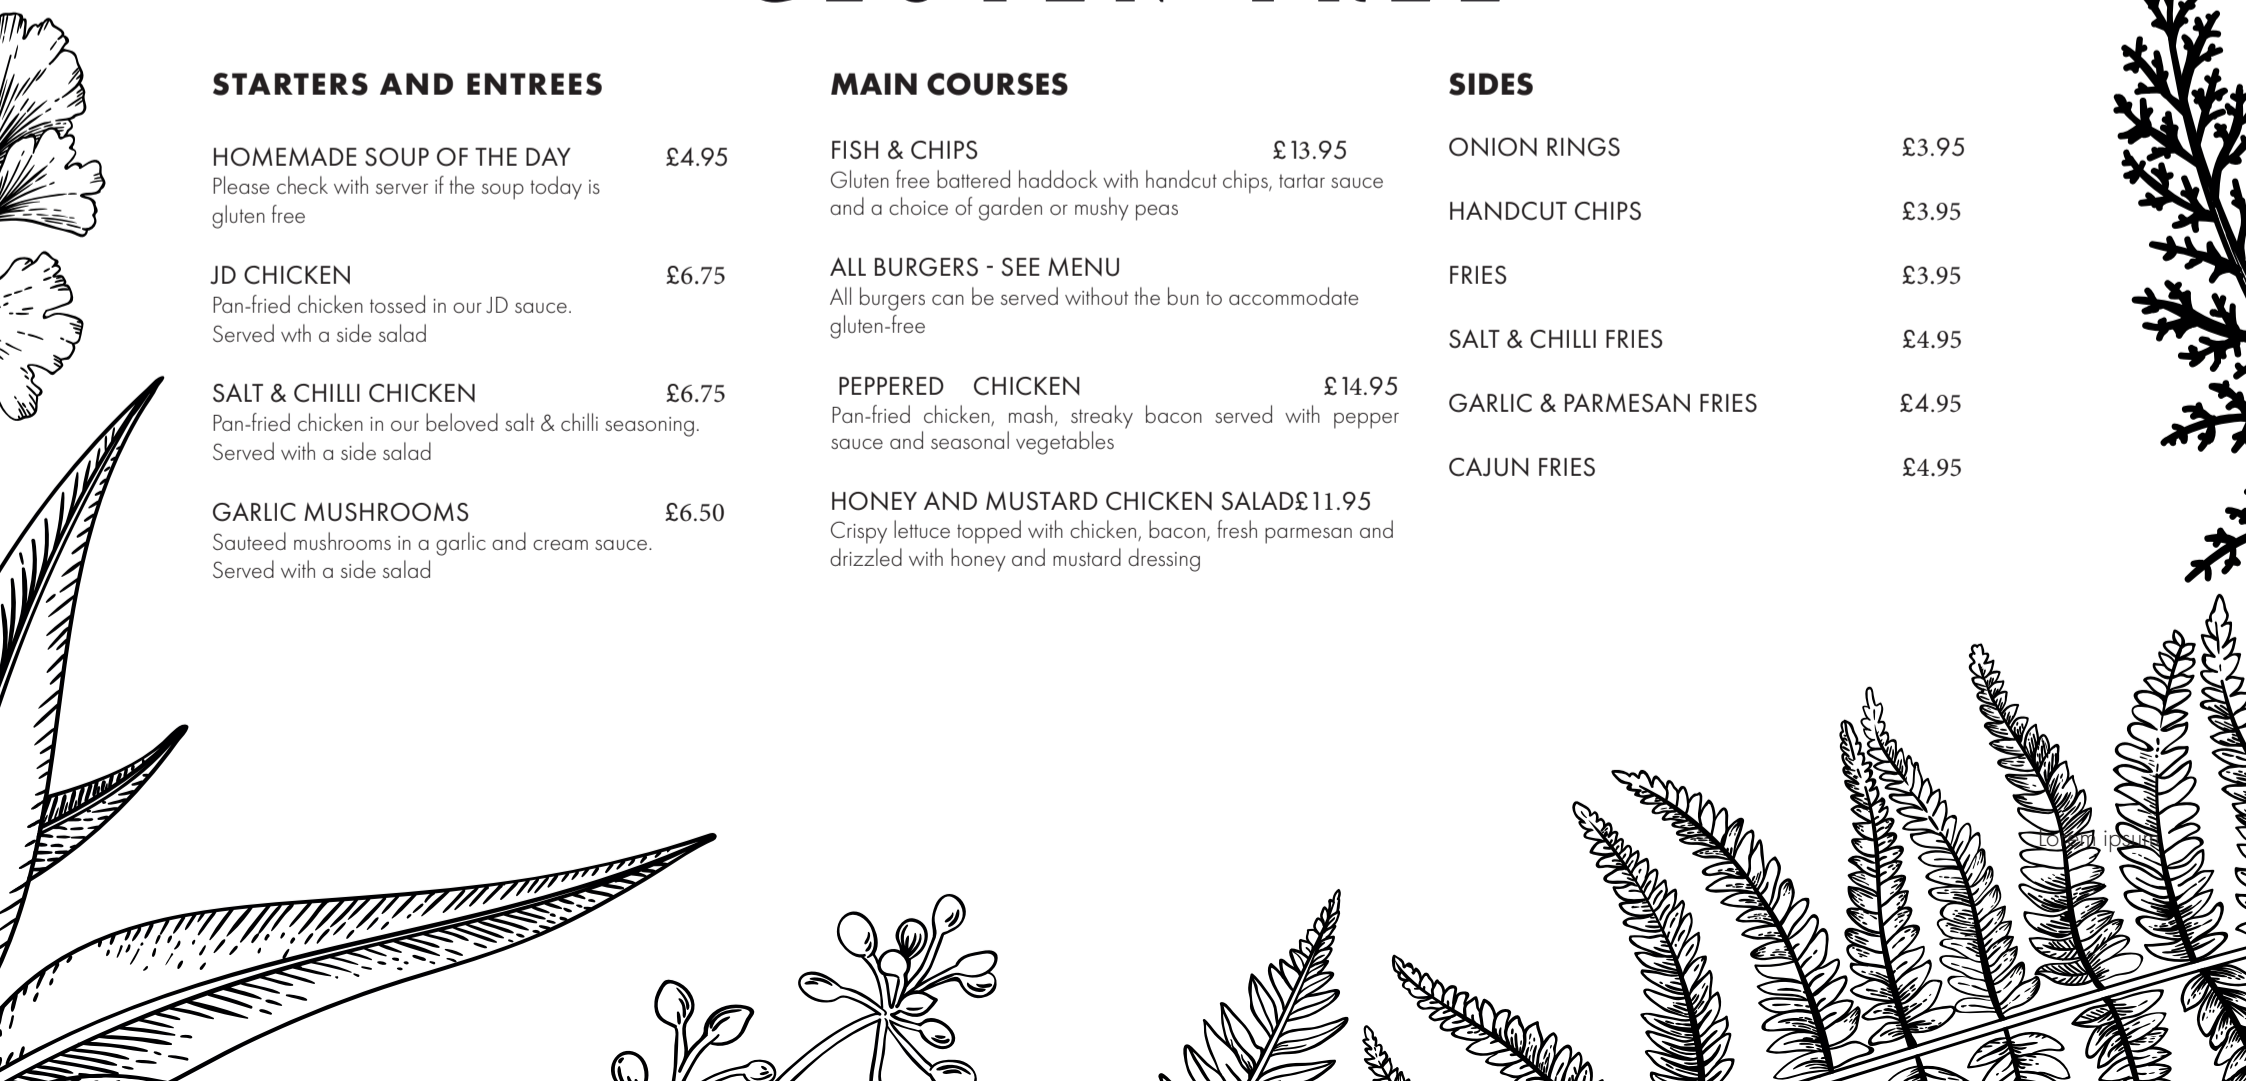 GLUTEN FREE
STARTERS AND ENTREES
HOMEMADE SOUP OF THE DAY £4.95
Please check with server if the soup today is
gluten free
JD CHICKEN £6.75
Pan-fried chicken tossed in our JD sauce.
Served wth a side salad
SALT & CHILLI CHICKEN £6.75
Pan-fried chicken in our beloved salt & chilli seasoning.
Served with a side salad
GARLIC MUSHROOMS £6.50
Sauteed mushrooms in a garlic and cream sauce.
Served with a side salad
MAIN COURSES
FISH & CHIPS £13.95
Gluten free battered haddock with handcut chips, tartar sauce
and a choice of garden or mushy peas
ALL BURGERS - SEE MENU
All burgers can be served without the bun to accommodate
gluten-free
PEPPERED CHICKEN £14.95
Pan-fried chicken, mash, streaky bacon served with pepper
sauce and seasonal vegetables
HONEY AND MUSTARD CHICKEN SALAD£11.95
Crispy lettuce topped with chicken, bacon, fresh parmesan and
drizzled with honey and mustard dressing
SIDES
ONION RINGS £3.95
HANDCUT CHIPS £3.95
FRIES £3.95
SALT & CHILLI FRIES £4.95
GARLIC & PARMESAN FRIES £4.95
CAJUN FRIES £4.95
Lorem ipsum